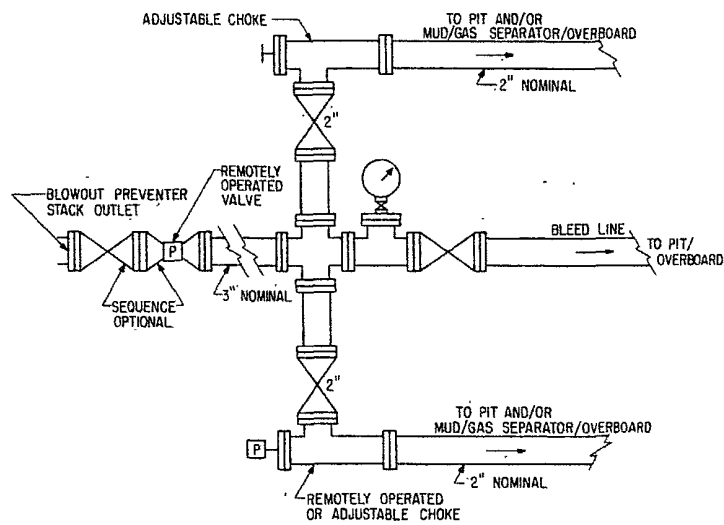 ADJUSTABLE CHOKE
TO PIT AND/OR
MUD/GAS SEPARATOR/OVERBOARD
2" NOMINAL
2"
BLOWOUT PREVENTER
STACK OUTLET
REMOTELY
OPERATED
VALVE
P
SEQUENCE
OPTIONAL
3" NOMINAL
BLEED LINE
TO PIT/
OVERBOARD
2"
TO PIT AND/OR
MUD/GAS SEPARATOR/OVERBOARD
P
2" NOMINAL
REMOTELY OPERATED
OR ADJUSTABLE CHOKE